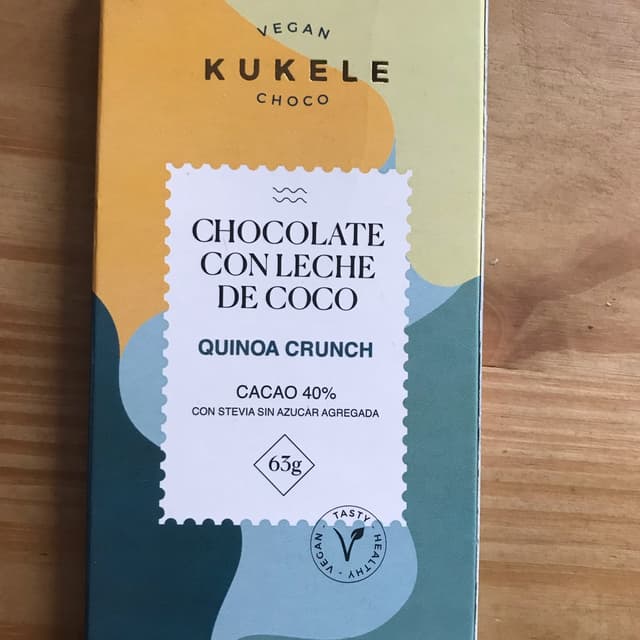 VEGAN
KUKELE
CHOCO
CHOCOLATE
CON LECHE
DE COCO
QUINOA CRUNCH
CACAO 40%
CON STEVIA SIN AZUCAR AGREGADA
63g
TASTY · HEALTHY · VEGAN ·